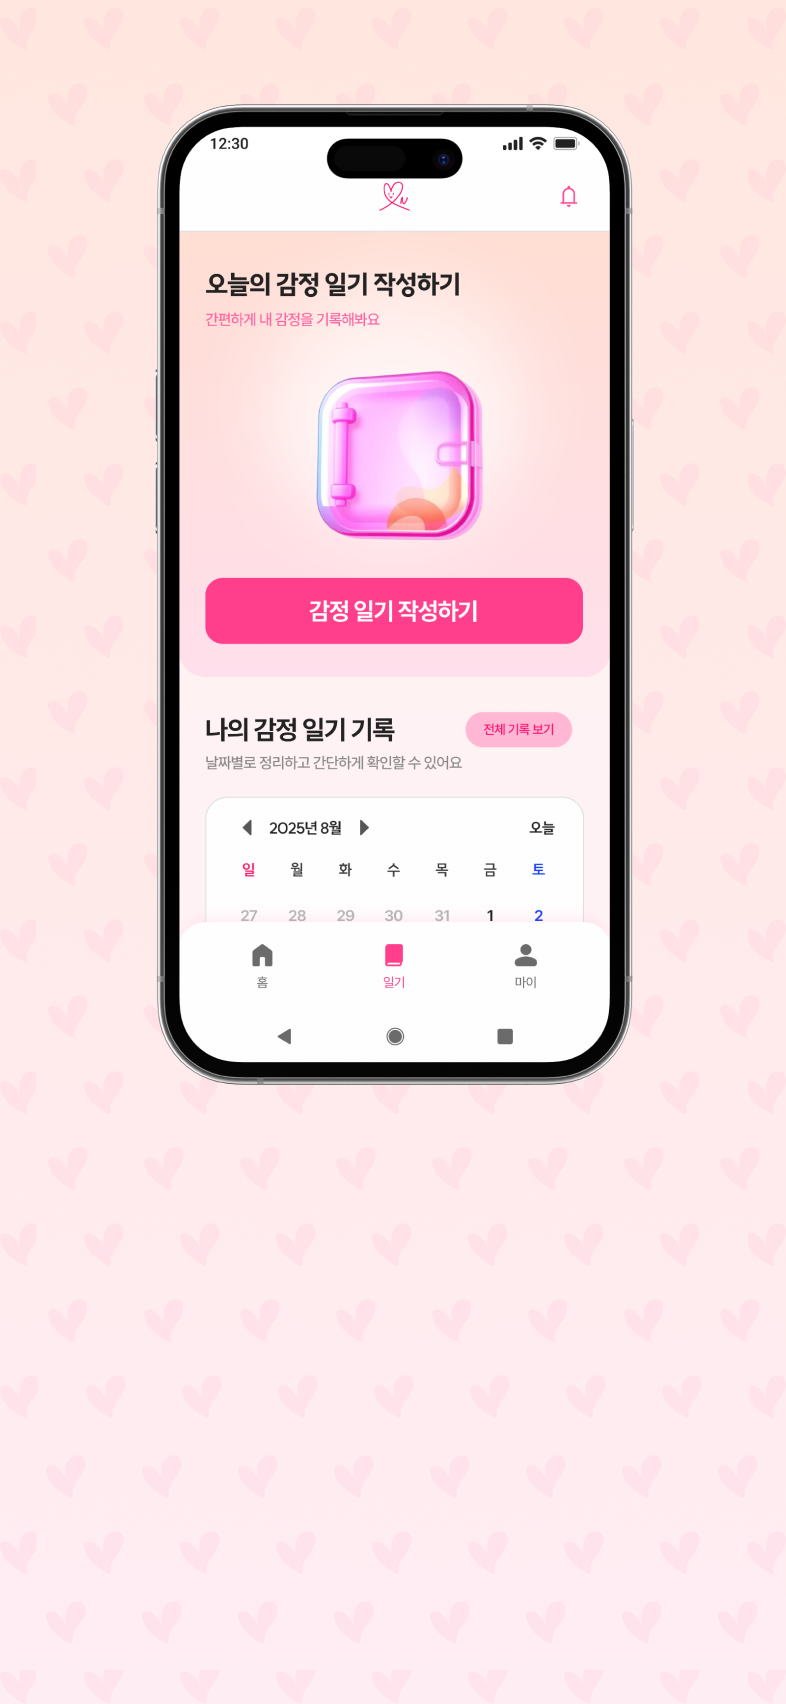 12:30
오늘의 감정 일기 작성하기
간편하게 내 감정을 기록해봐요
감정 일기 작성하기
나의 감정 일기 기록
전체 기록 보기
날짜별로 정리하고 간단하게 확인할 수 있어요
2025년 8월
오늘
일 월 화 수 목 금 토
27 28 29 30 31 1 2
홈 일기 마이